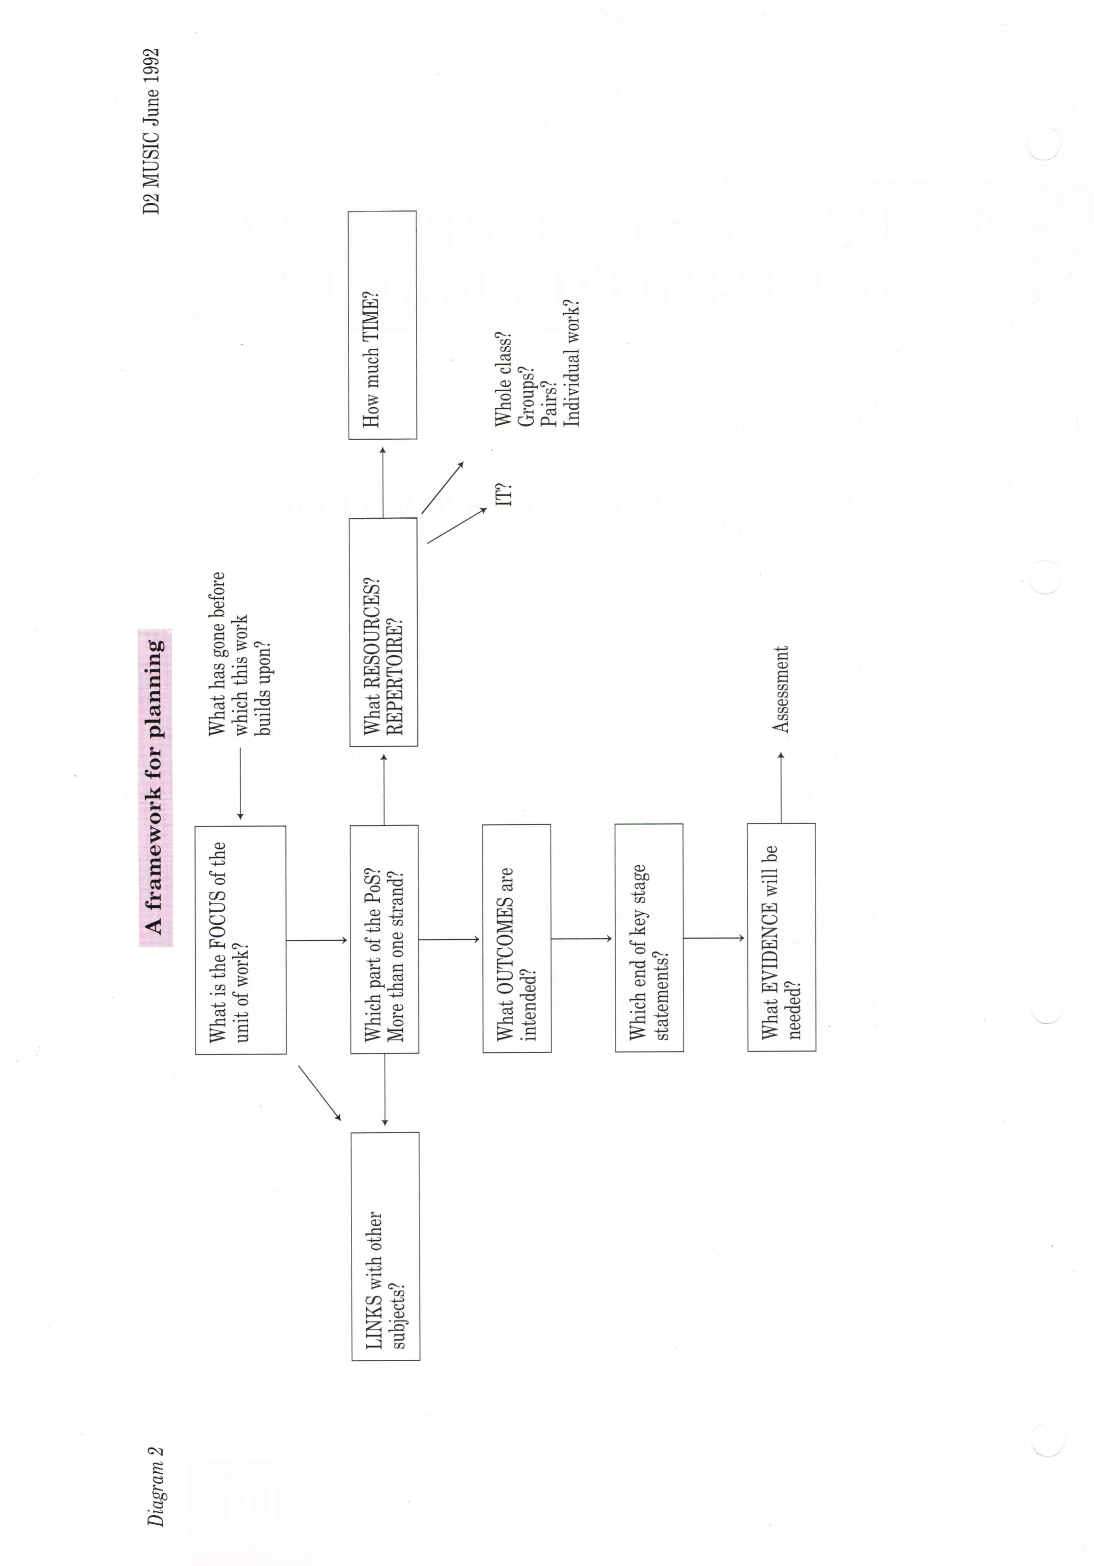 Diagram 2
D2 MUSIC June 1992
A framework for planning
What is the FOCUS of the
unit of work?
What has gone before
which this work
builds upon?
LINKS with other
subjects?
Which part of the PoS?
More than one strand?
What RESOURCES?
REPERTOIRE?
How much TIME?
IT?
Whole class?
Groups?
Pairs?
Individual work?
What OUTCOMES are
intended?
Which end of key stage
statements?
What EVIDENCE will be
needed?
Assessment